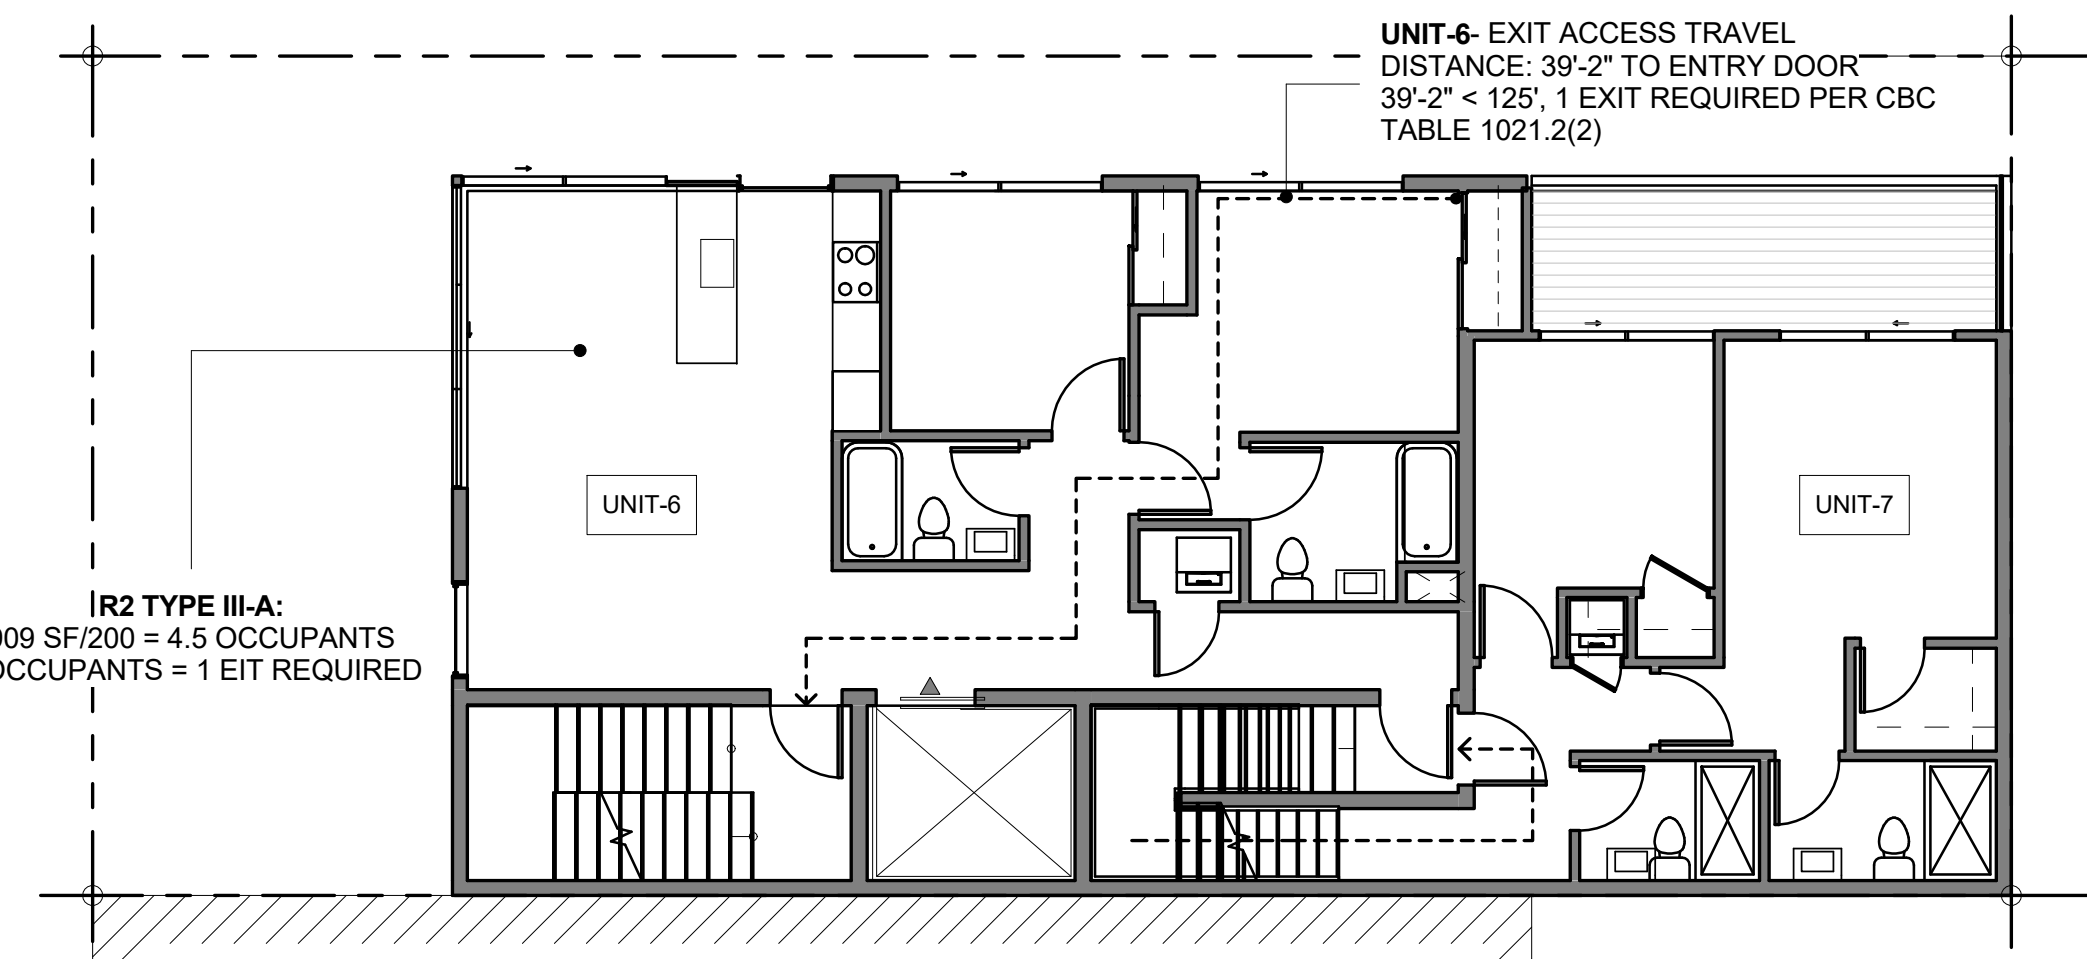 UNIT-6- EXIT ACCESS TRAVEL
DISTANCE: 39'-2" TO ENTRY DOOR
39'-2" < 125', 1 EXIT REQUIRED PER CBC
TABLE 1021.2(2)
UNIT-6
UNIT-7
R2 TYPE III-A:
SF/200 = 4.5 OCCUPANTS
OCCUPANTS = 1 EIT REQUIRED